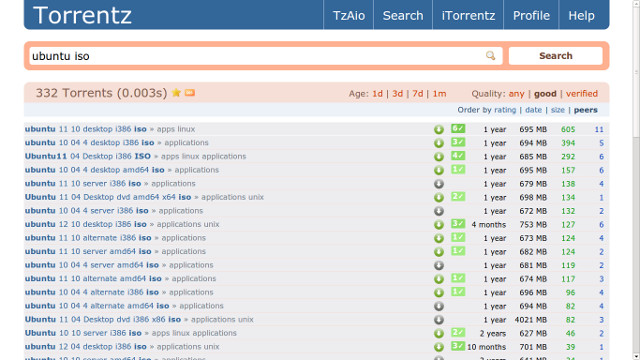 Torrentz TzAio Search iTorrentz Profile Help
ubuntu iso Search
332 Torrents (0.003s) Age: 1d | 3d | 7d | 1m Quality: any | good | verified
Order by rating | date | size | peers
ubuntu 11 10 desktop i386 iso » apps linux 6✓ 1 year 695 MB 605 11
ubuntu 10 04 4 desktop i386 iso » applications 3✓ 1 year 694 MB 394 5
Ubuntu11 04 Desktop i386 ISO » apps linux applications 4✓ 1 year 685 MB 292 6
ubuntu 10 04 4 desktop amd64 iso » applications 1✓ 1 year 695 MB 157 6
ubuntu 11 10 server i386 iso » applications 1 year 679 MB 138 4
Ubuntu 11 04 Desktop dvd amd64 x64 iso » applications unix 2✓ 1 year 698 MB 134 1
ubuntu 10 04 4 server i386 iso » applications 1 year 672 MB 132 2
ubuntu 12 10 desktop i386 iso » applications unix 3✓ 4 months 753 MB 127 6
ubuntu 11 10 alternate i386 iso » applications 1✓ 1 year 673 MB 124 4
ubuntu 11 10 server amd64 iso » applications 1✓ 1 year 682 MB 124 2
ubuntu 10 04 4 server amd64 iso » applications 1 year 681 MB 119 2
ubuntu 11 10 alternate amd64 iso » applications 1✓ 1 year 674 MB 117 3
ubuntu 10 04 4 alternate i386 iso » applications 1✓ 1 year 696 MB 96 4
ubuntu 10 04 4 alternate amd64 iso » applications 1 year 694 MB 82 4
Ubuntu 11 04 Desktop dvd i386 x86 iso » applications unix 1 year 4021 MB 82 3
Ubuntu 10 10 server i386 iso » apps linux applications 2✓ 2 years 627 MB 46 2
Ubuntu 12 04 desktop i386 iso » applications unix 3✓ 10 months 701 MB 39 1
ubuntu 10 10 server amd64 iso » applications